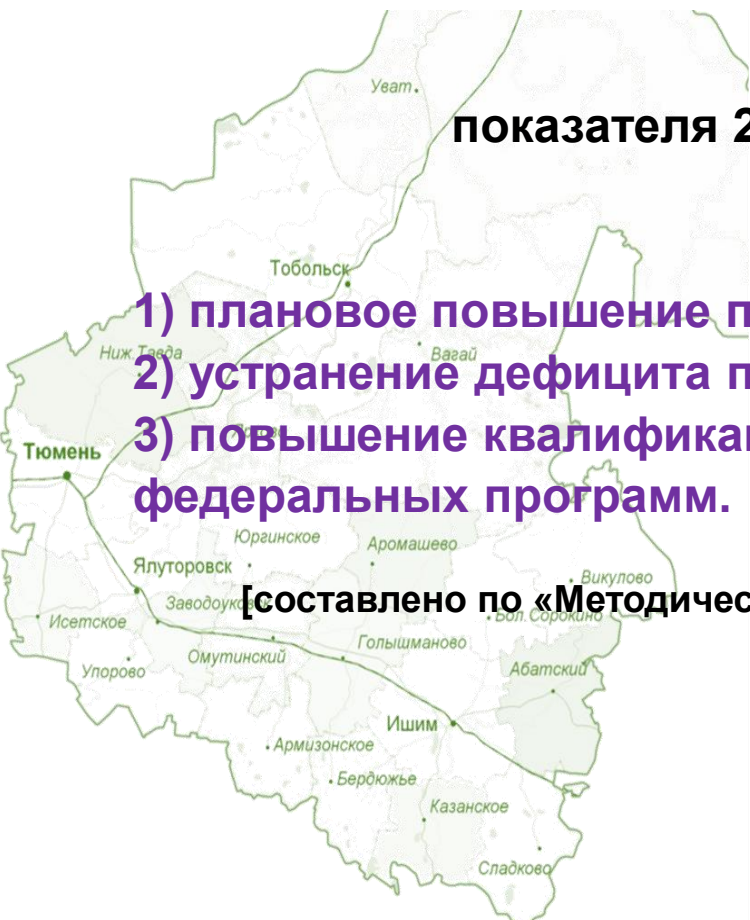 Уват
показателя 2
Тобольск
1) плановое повышение п
Ниж.Тавда
Вагай
2) устранение дефицита п
3) повышение квалифика
Тюмень
федеральных программ.
Юргинское
Аромашево
Ялуторовск
Викулово
[составлено по «Методичес
Исетское
Бол.Сорокино
Голышманово
Омутинский
Упорово
Абатский
Ишим
Армизонское
Бердюжье
Казанское
Сладково